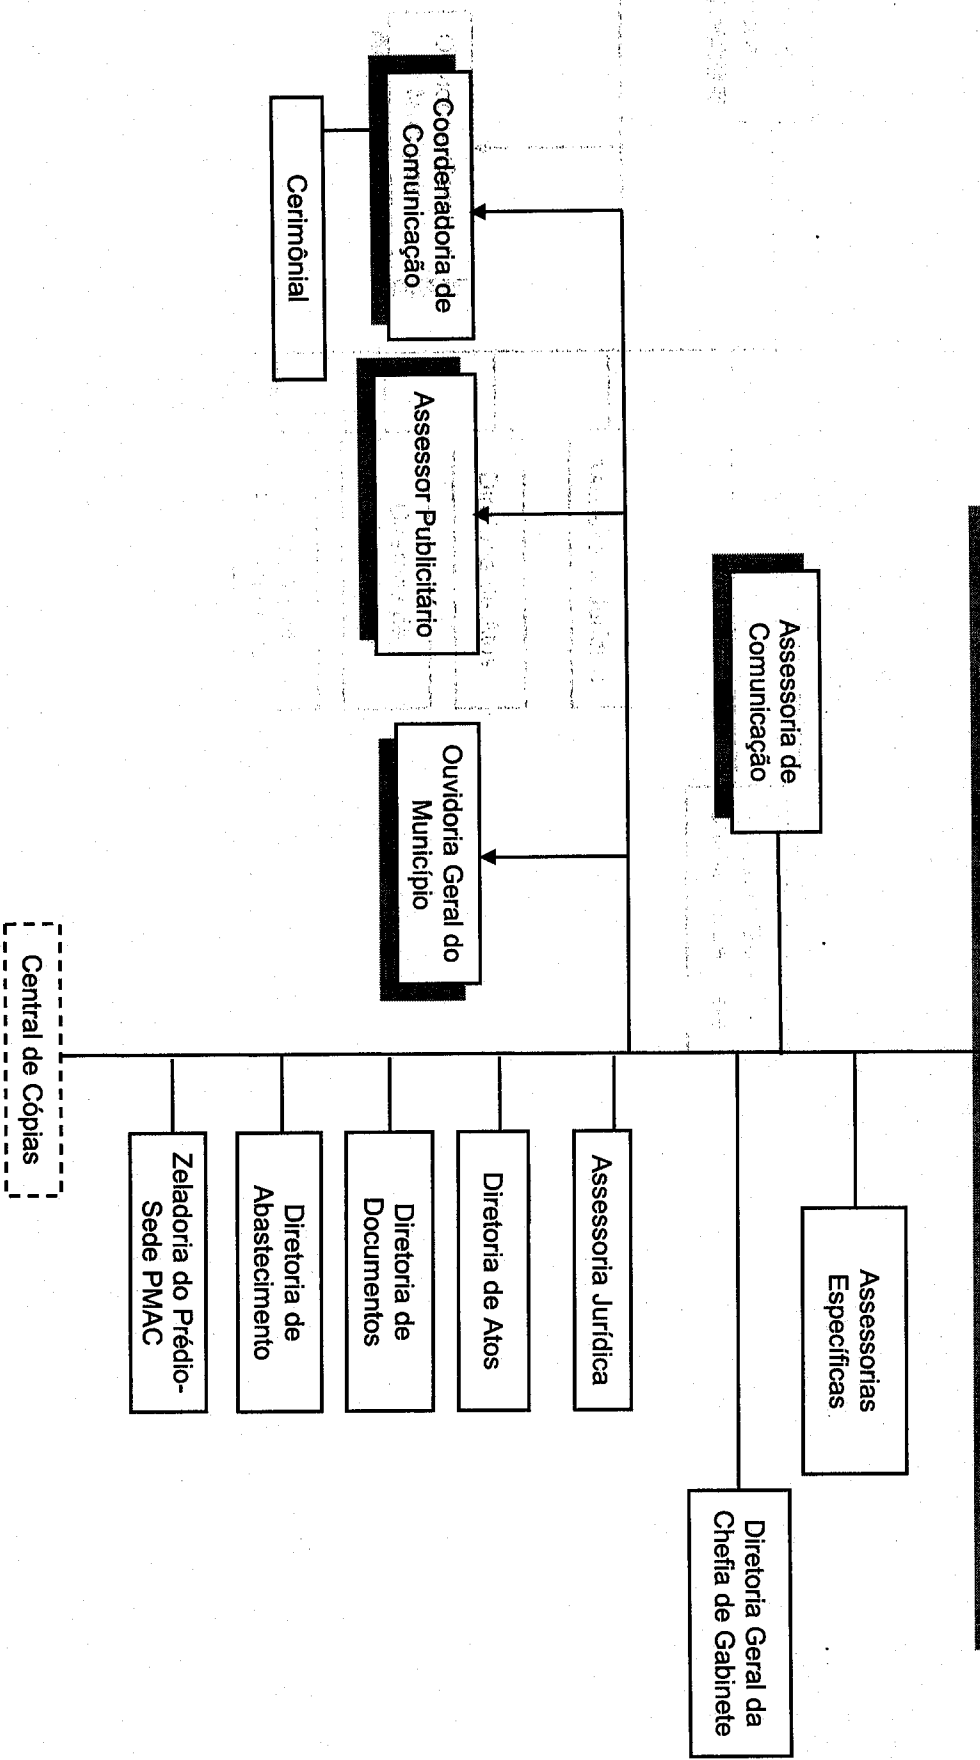 Assessorias
Específicas
Diretoria Geral da
Chefia de Gabinete
Assessoria de
Comunicação
Coordenadoria de
Comunicação
Cerimônial
Assessor Publicitário
Ouvidoria Geral do
Município
Assessoria Jurídica
Diretoria de Atos
Diretoria de
Documentos
Diretoria de
Abastecimento
Zeladoria do Prédio-
Sede PMAC
Central de Cópias